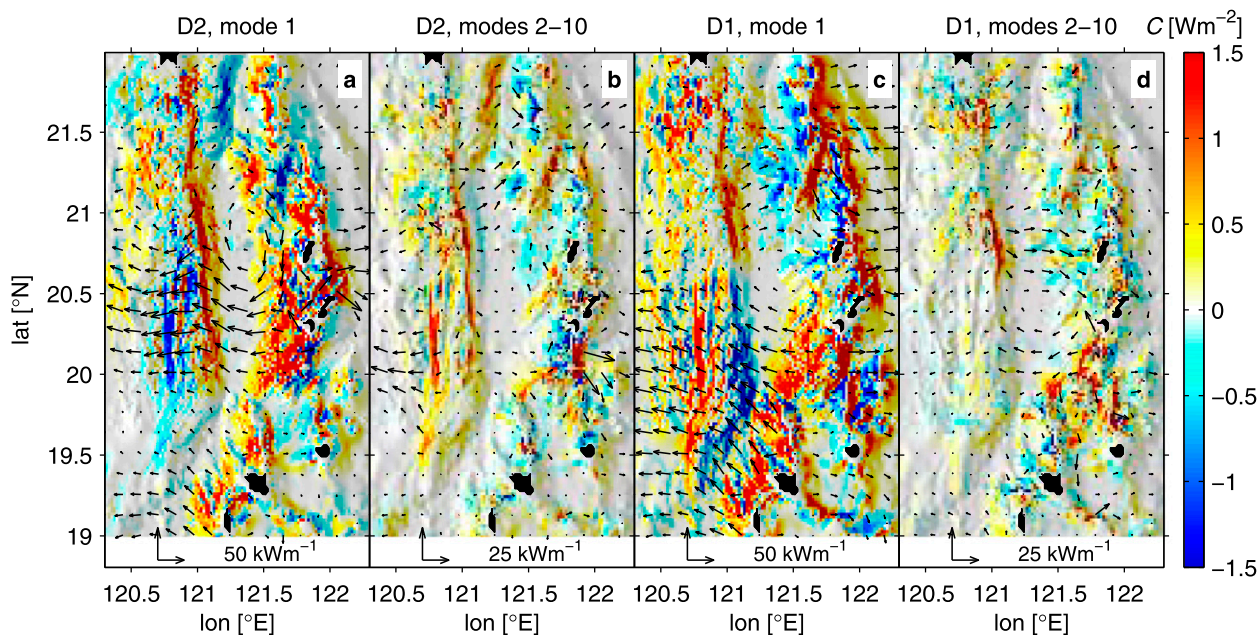 D2, mode 1
D2, modes 2−10
D1, mode 1
D1, modes 2−10
C [Wm−2]
a
b
c
d
21.5
21
20.5
20
19.5
19
lat [°N]
50 kWm−1
25 kWm−1
50 kWm−1
25 kWm−1
120.5 121 121.5 122
120.5 121 121.5 122
120.5 121 121.5 122
120.5 121 121.5 122
lon [°E]
lon [°E]
lon [°E]
lon [°E]
1.5
1
0.5
0
−0.5
−1
−1.5